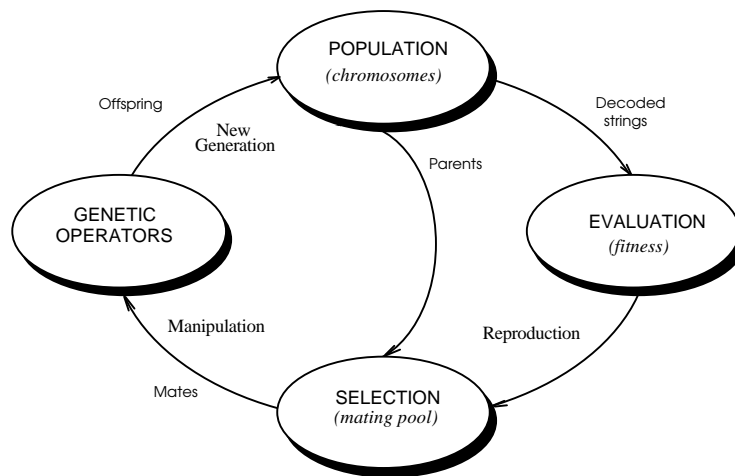 POPULATION
(chromosomes)
Offspring
Decoded
strings
New
Generation
Parents
GENETIC
OPERATORS
EVALUATION
(fitness)
Manipulation
Reproduction
Mates
SELECTION
(mating pool)